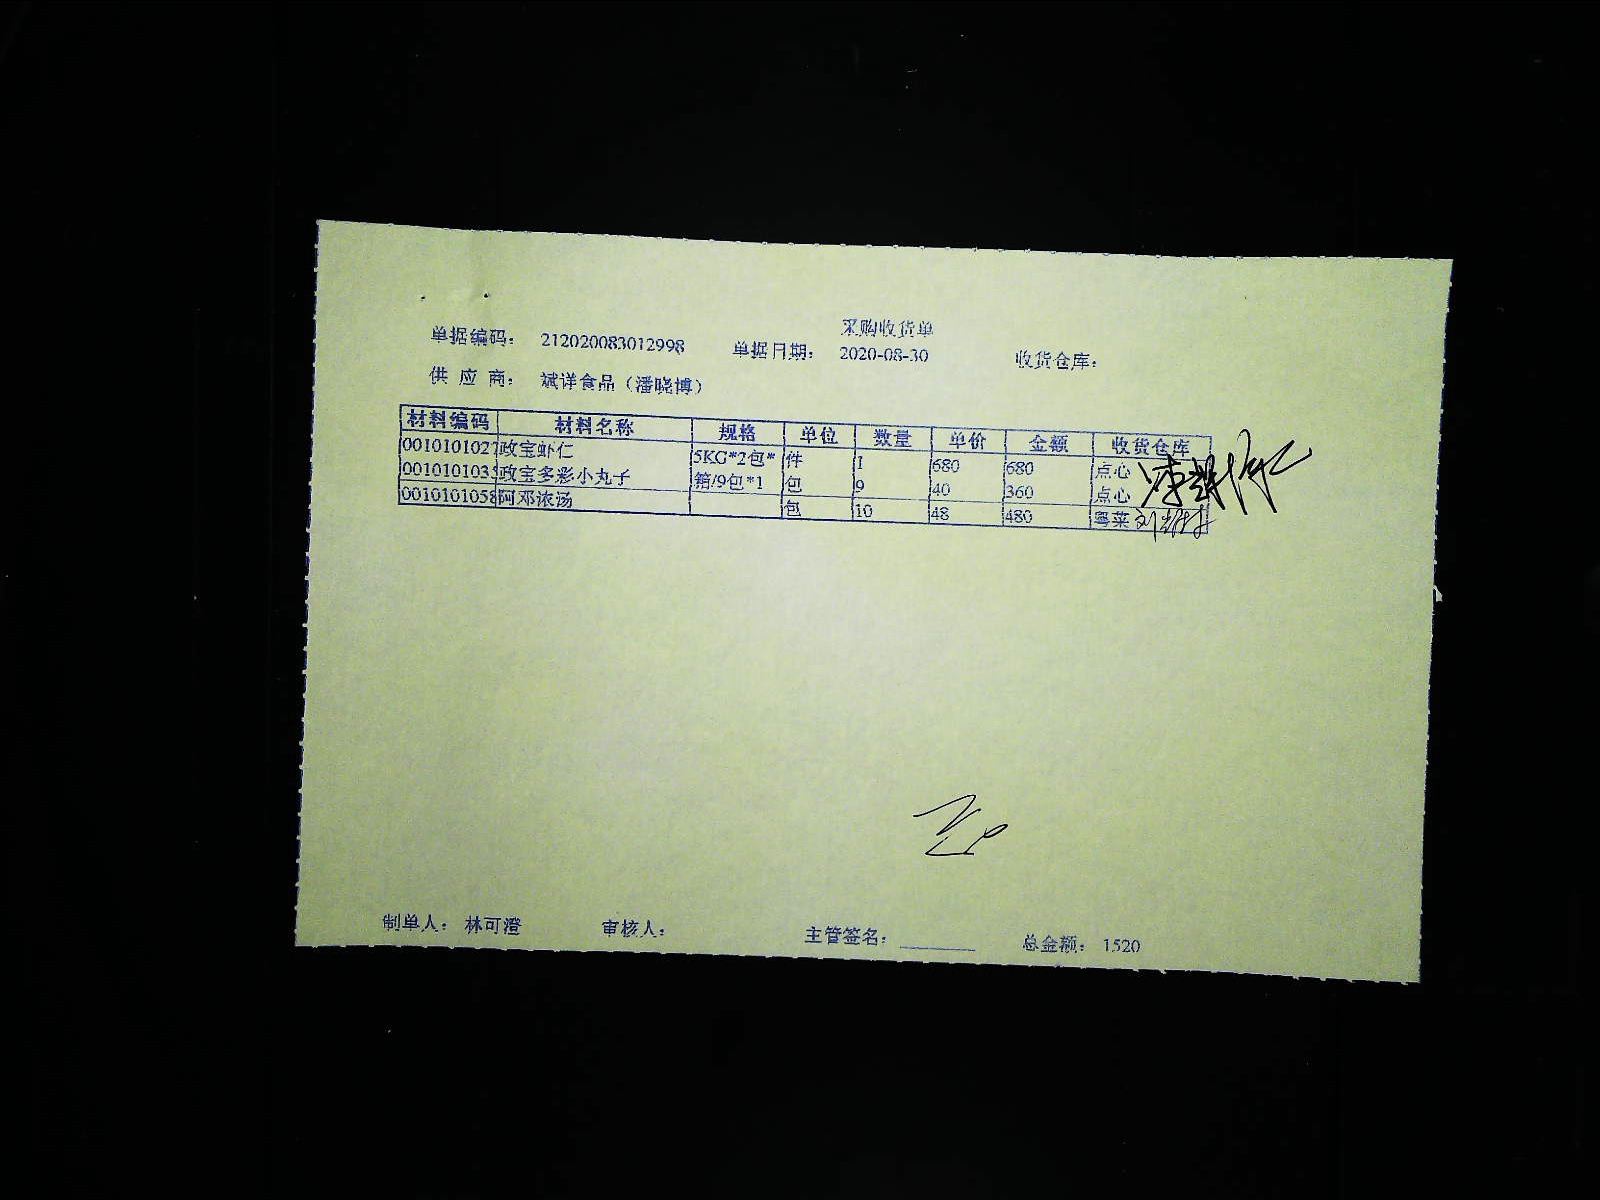 采购收货单
单据编码： 212020083012998 单据日期： 2020-08-30 收货仓库：
供 应 商： 斌详食品（潘晓博）
材料编码 材料名称 规格 单位 数量 单价 金额 收货仓库
0010101027 政宝虾仁 5KG*2包* 件 1 680 680 点心
001010103 政宝多彩小丸子 箱/9包*1 包 9 40 360 点心
0010101058 阿邓浓汤 包 10 48 480 粤菜
制单人： 林可澄 审核人： 主管签名： 总金额： 1520